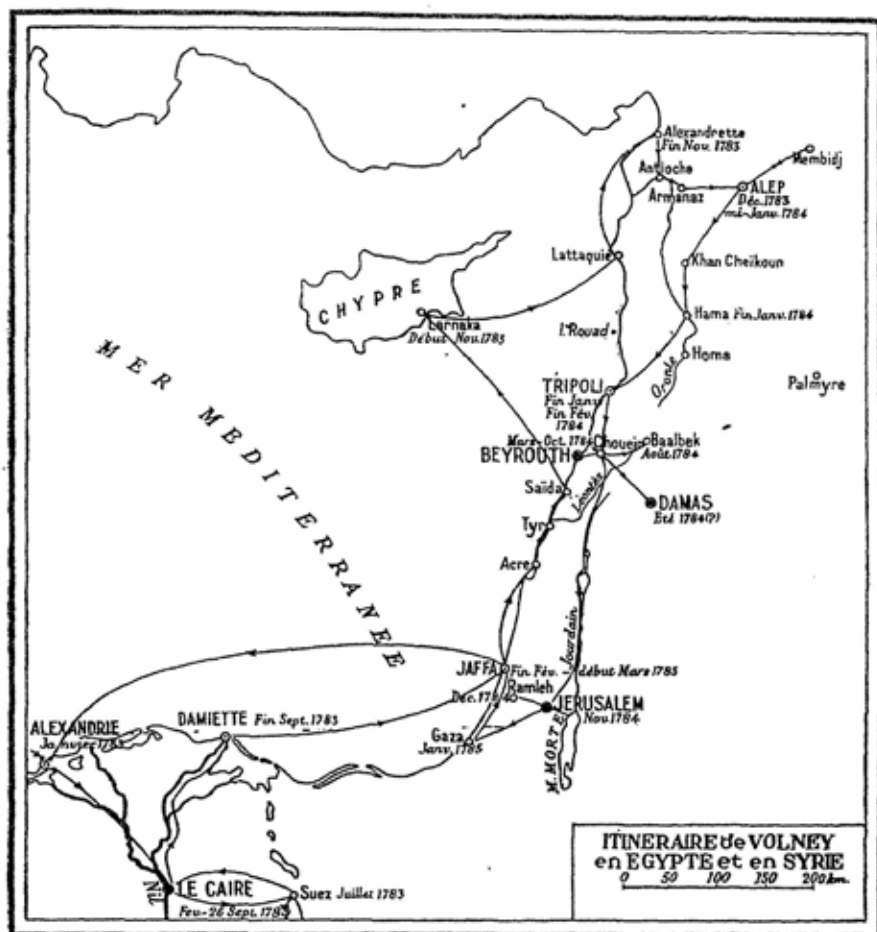 Alexandrette
Fin Nov. 1783
Membidj
Antioche
ALEP
Armanaz
Déc. 1783
mi-Janv. 1784
Lattaquié
Khan Cheïkoun
CHYPRE
Larnaka
Début Nov. 1783
Hama Fin Janv. 1784
I. Rouad
Homa
Oronte
Palmyre
TRIPOLI
Fin Janv
Fin Fév.
1784
MER MEDITERRANEE
Mars-Oct. 1784
Choueir
Baalbek
Août 1784
BEYROUTH
Saïda
Léontès
DAMAS
Eté 1784(?)
Tyr
Acre
Jourdain
JAFFA
Fin Fév. - début Mars 1785
Ramleh
Déc. 1784
JERUSALEM
Nov. 1784
ALEXANDRIE
Janvier 1783
DAMIETTE Fin Sept. 1783
Gaza
Janv. 1785
M. MORTE
ITINERAIRE de VOLNEY
en EGYPTE et en SYRIE
0 50 100 150 200 km.
Nil
LE CAIRE
Fev-26 Sept. 1783
Suez Juillet 1783